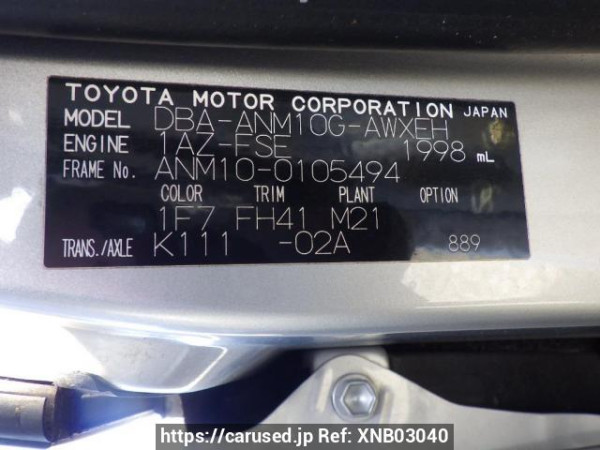 TOYOTA MOTOR CORPORATION JAPAN
MODEL DBA-ANM10G-AWXEH
ENGINE 1AZ-FSE 1998 mL
FRAME No. ANM10-0105494
COLOR TRIM PLANT OPTION
1F7 FH41 M21
TRANS./AXLE K111 -02A 889
https://carused.jp Ref: XNB03040